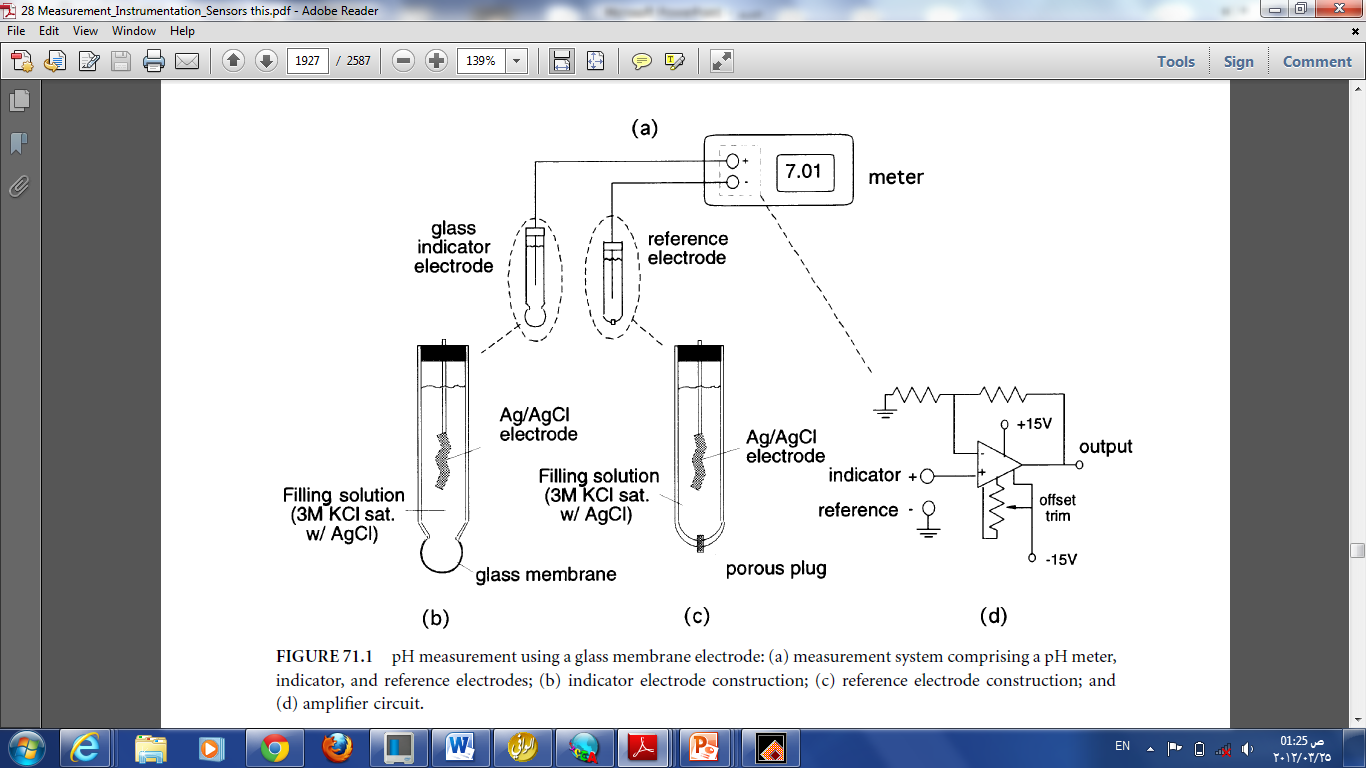 28 Measurement_Instrumentation_Sensors this.pdf - Adobe Reader
File Edit View Window Help
1927 / 2587 139% Tools Sign Comment
(a)
+
-
7.01
meter
glass
indicator
electrode
reference
electrode
Ag/AgCl
electrode
Filling solution
(3M KCl sat.
w/ AgCl)
glass membrane
(b)
Ag/AgCl
electrode
Filling solution
(3M KCl sat.
w/ AgCl)
porous plug
(c)
+15V
-
+
output
indicator +
reference -
offset
trim
-15V
(d)
FIGURE 71.1 pH measurement using a glass membrane electrode: (a) measurement system comprising a pH meter,
indicator, and reference electrodes; (b) indicator electrode construction; (c) reference electrode construction; and
(d) amplifier circuit.
EN
01:25 ص
٢٠١٢/٠٣/٢٥